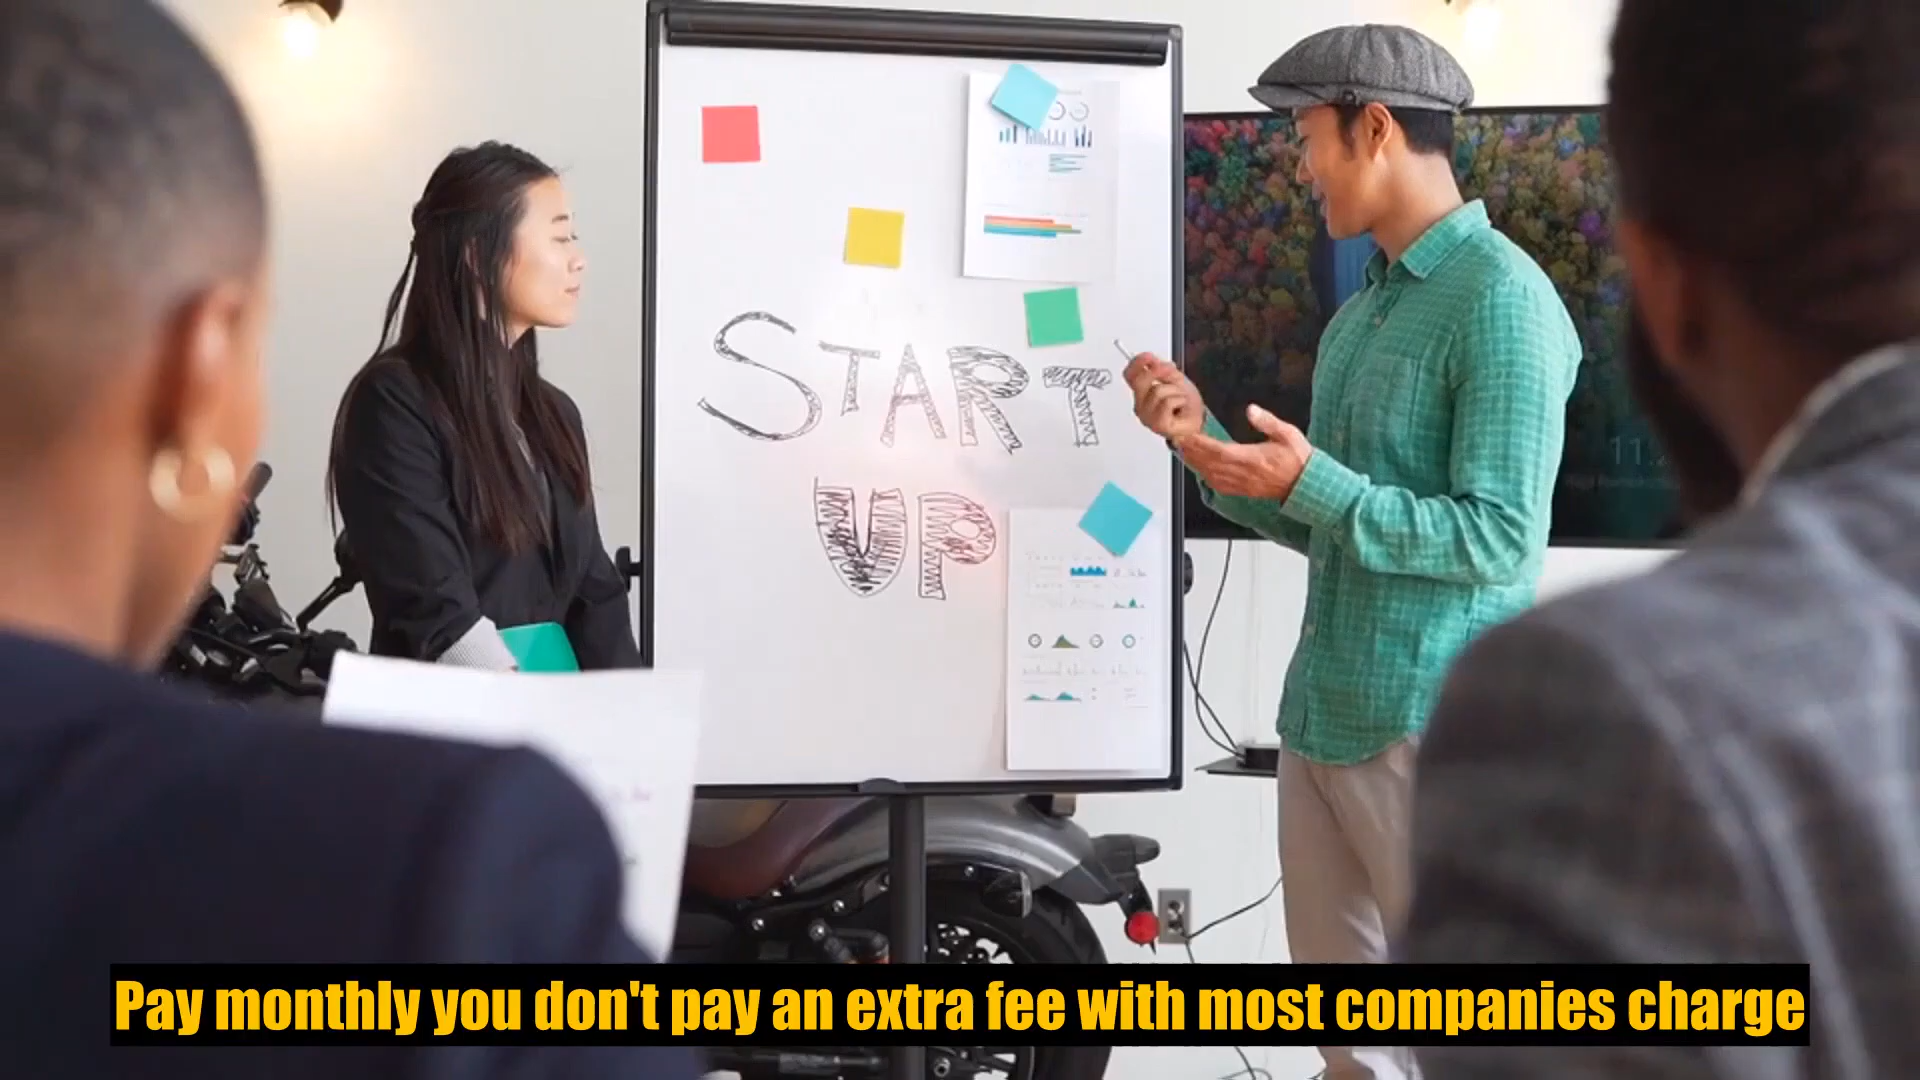 START
UP
Pay monthly you don't pay an extra fee with most companies charge